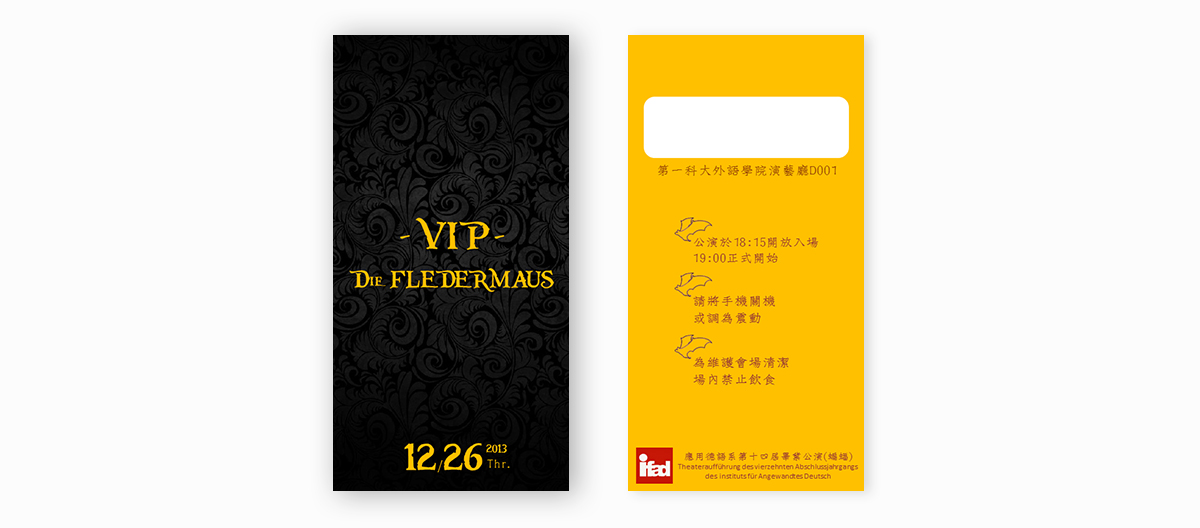 -VIP-
Die FLEDERMAUS
12/26 2013
Thr.
第一科大外語學院演藝廳D001
公演於18:15開放入場
19:00正式開始
請將手機關機
或調為震動
為維護會場清潔
場內禁止飲食
ifad
應用德語系第十四屆畢業公演(蝙蝠)
Theateraufführung des vierzehnten Abschlussjahrgangs
des instituts für Angewandtes Deutsch